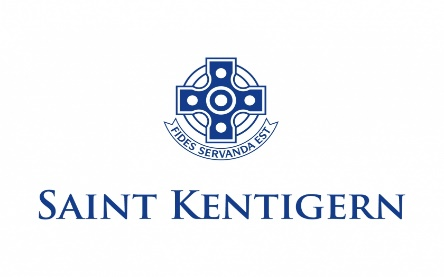 FIDES SERVANDA EST
SAINT KENTIGERN